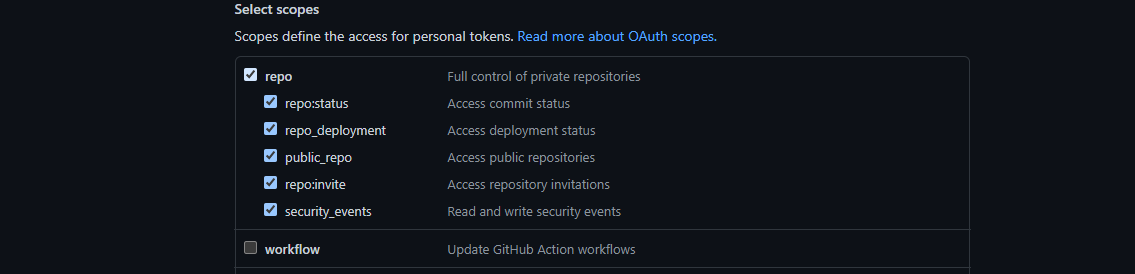 Select scopes
Scopes define the access for personal tokens. Read more about OAuth scopes.
repo Full control of private repositories
repo:status Access commit status
repo_deployment Access deployment status
public_repo Access public repositories
repo:invite Access repository invitations
security_events Read and write security events
workflow Update GitHub Action workflows